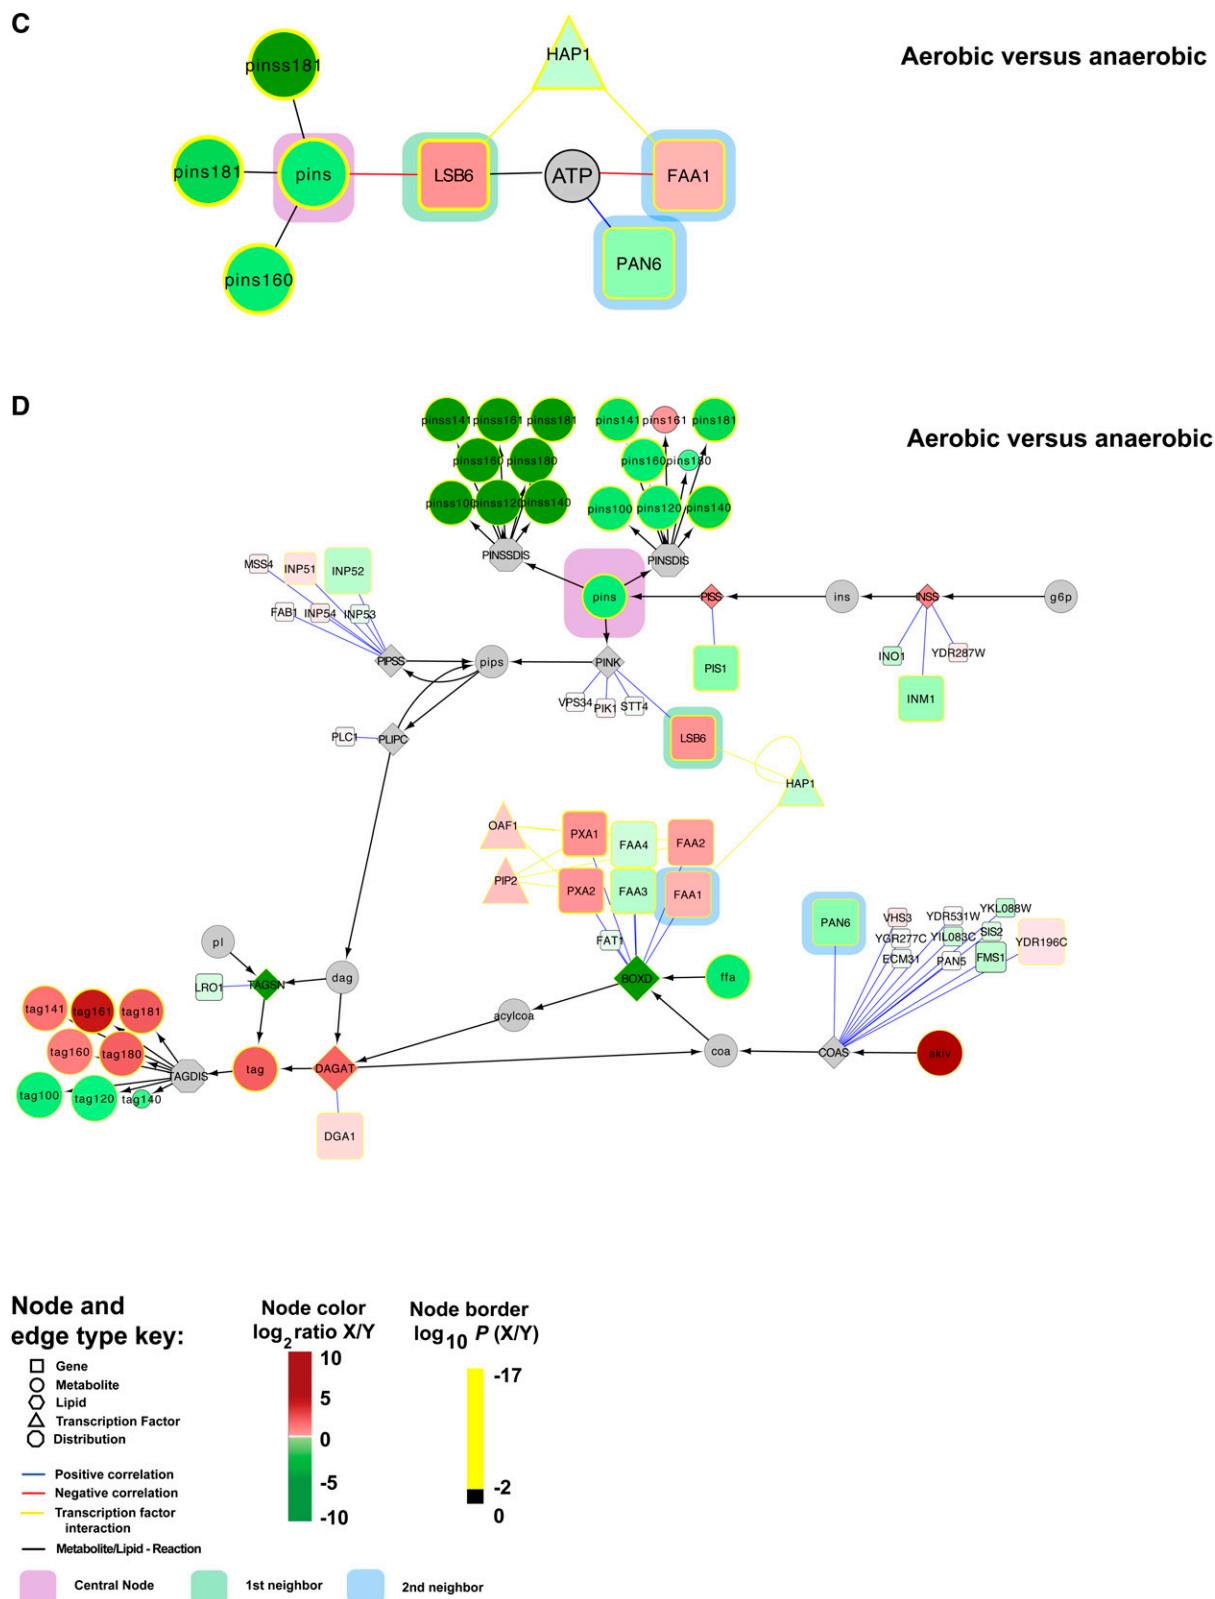 C
Aerobic versus anaerobic
pinss181
HAP1
pins181
pins
LSB6
ATP
FAA1
pins160
PAN6
D
Aerobic versus anaerobic
pinss141
pinss161
pinss181
pins141
pins161
pins181
pinss160
pinss180
pins160
pins180
pinss100
pinss120
pinss140
pins100
pins120
pins140
PINSSDIS
PINSDIS
MSS4
INP51
INP52
pins
PISS
ins
INSS
g6p
FAB1
INP54
INP53
PIPSS
pips
PINK
PIS1
INO1
YDR287W
INM1
VPS34
PIK1
STT4
PLC1
PLIPC
LSB6
HAP1
OAF1
PXA1
FAA4
FAA2
PIP2
PXA2
FAA3
FAA1
PAN6
VHS3
YDR531W
YKL088W
YGR277C
YIL083C
SIS2
YDR196C
ECM31
PAN5
FMS1
FAT1
pl
LRO1
TAGSN
dag
BOXD
ffa
acylcoa
tag141
tag161
tag181
tag160
tag180
TAGDIS
tag
DAGAT
coa
COAS
akiv
tag100
tag120
tag140
DGA1
Node and
edge type key:
Gene
Metabolite
Lipid
Transcription Factor
Distribution
Positive correlation
Negative correlation
Transcription factor
interaction
Metabolite/Lipid - Reaction
Central Node
1st neighbor
2nd neighbor
Node color
log2 ratio X/Y
10
5
0
-5
-10
Node border
log10 P (X/Y)
-17
-2
0